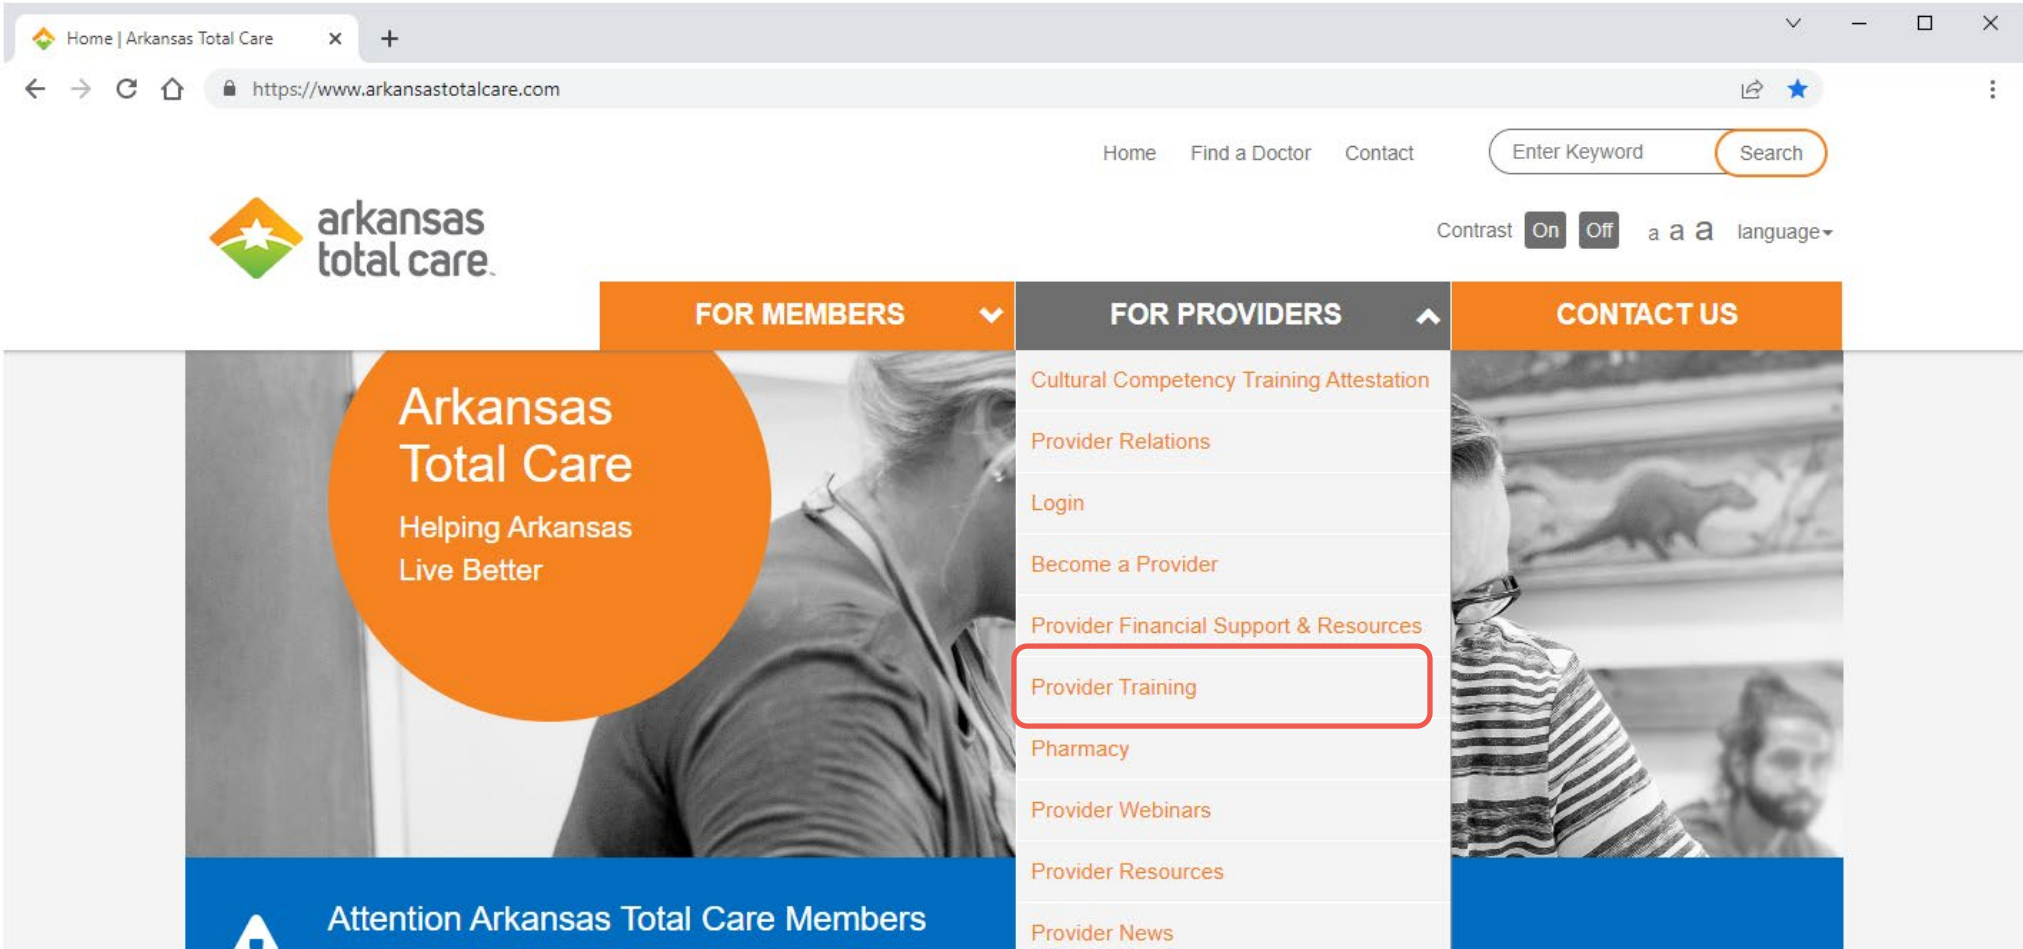 Home | Arkansas Total Care
https://www.arkansastotalcare.com
Home Find a Doctor Contact Enter Keyword Search
arkansas
total care
Contrast On Off a a a language
FOR MEMBERS FOR PROVIDERS CONTACT US
Arkansas
Total Care
Helping Arkansas
Live Better
Cultural Competency Training Attestation
Provider Relations
Login
Become a Provider
Provider Financial Support & Resources
Provider Training
Pharmacy
Provider Webinars
Provider Resources
Provider News
Attention Arkansas Total Care Members